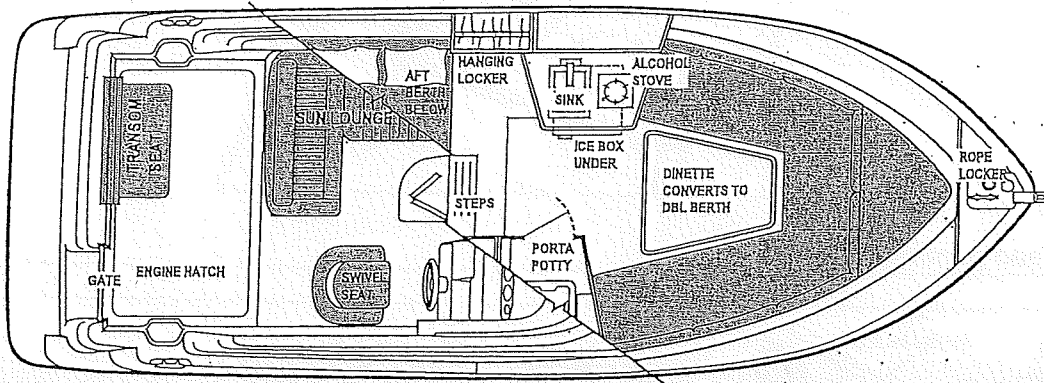 HANGING
LOCKER
ALCOHOL
STOVE
SINK
AFT
BERTH
BELOW
SUN LOUNGE
TRANSOM
SEAT
ICE BOX
UNDER
ROPE
LOCKER
DINETTE
CONVERTS TO
DBL BERTH
STEPS
PORTA
POTTY
ENGINE HATCH
GATE
SWIVEL
SEAT